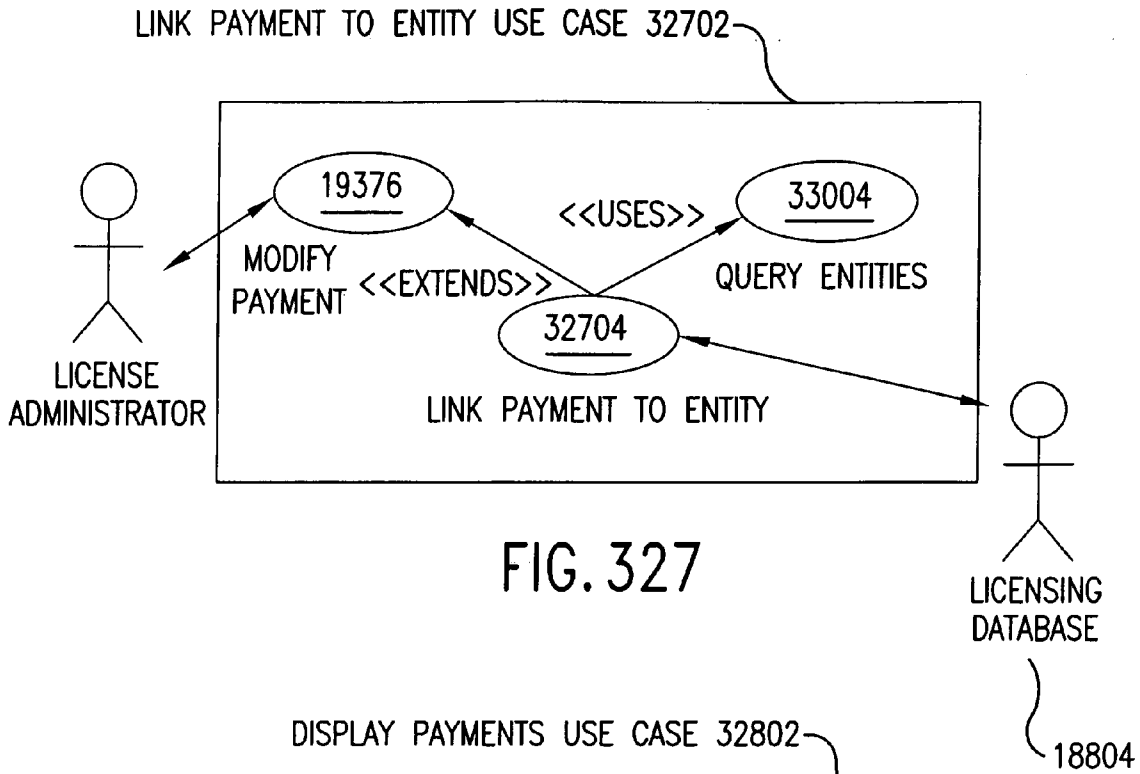 LINK PAYMENT TO ENTITY USE CASE 32702
19376
33004
<<USES>>
MODIFY
PAYMENT
<<EXTENDS>>
QUERY ENTITIES
32704
LICENSE
ADMINISTRATOR
LINK PAYMENT TO ENTITY
FIG. 327
LICENSING
DATABASE
DISPLAY PAYMENTS USE CASE 32802
18804